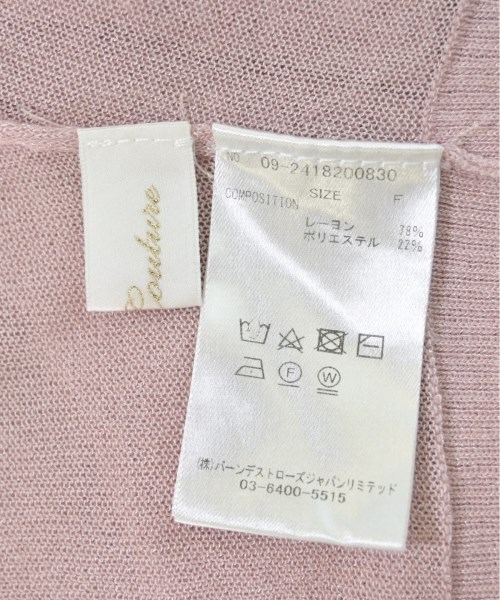 Couture
NO 09-2418200830
SIZE F
COMPOSITION
レーヨン 78%
ポリエステル 22%
F W
(株)バーンデストローズジャパンリミテッド
03-6400-5515